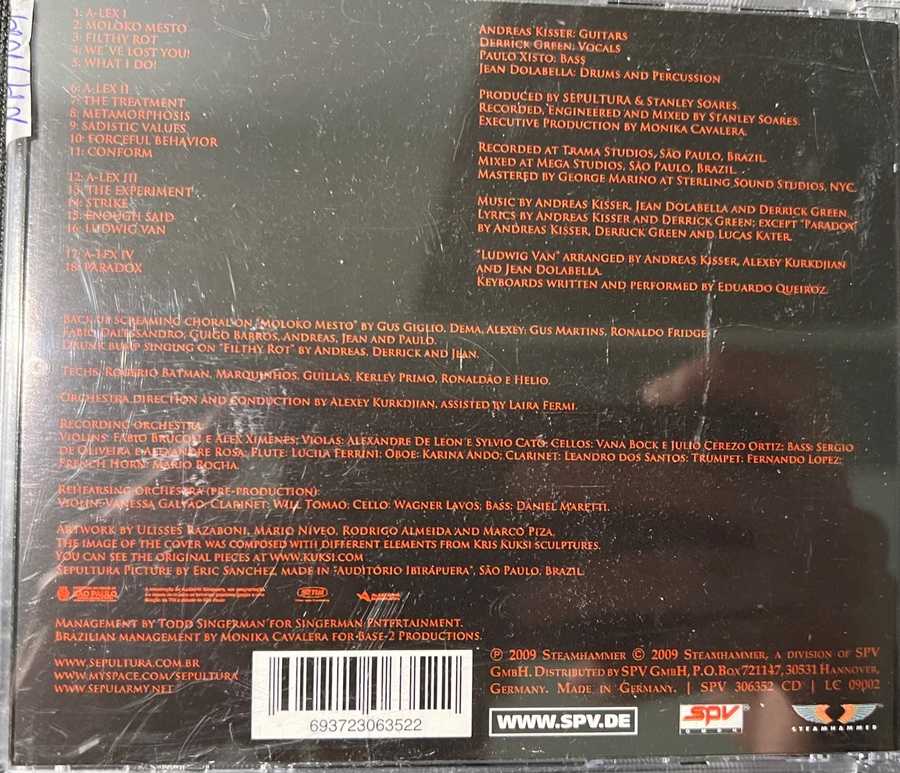 1. A-LEX I
2. MOLOKO MESTO
3. FILTHY ROT
4. WE'VE LOST YOU!
5. WHAT I DO!
6. A-LEX II
7. THE TREATMENT
8. METAMORPHOSIS
9. SADISTIC VALUES
10. FORCEFUL BEHAVIOR
11: CONFORM
12: A-LEX III
13. THE EXPERIMENT
14. STRIKE
15. ENOUGH SAID
16. LUDWIG VAN
17. A-LEX IV
18. PARADOX
ANDREAS KISSER: GUITARS
DERRICK GREEN: VOCALS
PAULO XISTO: BASS
JEAN DOLABELLA: DRUMS AND PERCUSSION
PRODUCED BY SEPULTURA & STANLEY SOARES.
RECORDED, ENGINEERED AND MIXED BY STANLEY SOARES.
EXECUTIVE PRODUCTION BY MONIKA CAVALERA.
RECORDED AT TRAMA STUDIOS, SÃO PAULO, BRAZIL.
MIXED AT MEGA STUDIOS, SÃO PAULO, BRAZIL.
MASTERED BY GEORGE MARINO AT STERLING SOUND STUDIOS, NYC.
MUSIC BY ANDREAS KISSER, JEAN DOLABELLA AND DERRICK GREEN.
LYRICS BY ANDREAS KISSER AND DERRICK GREEN; EXCEPT "PARADOX"
BY ANDREAS KISSER, DERRICK GREEN AND LUCAS KATER.
"LUDWIG VAN" ARRANGED BY ANDREAS KISSER, ALEXEY KURKDJIAN
AND JEAN DOLABELLA.
KEYBOARDS WRITTEN AND PERFORMED BY EDUARDO QUEIROZ.
BACK UP SCREAMING CHORAL ON "MOLOKO MESTO" BY GUS GIGLIO, DEMA, ALEXEY; GUS MARTINS, RONALDO FRIDGE
FABIO DALESSANDRO, GUIGO BARROS, ANDREAS, JEAN AND PAULO.
DRUNK BUMP SINGING ON "FILTHY ROT" BY ANDREAS, DERRICK AND JEAN.
TECHS, ROGERIO BATMAN, MARQUINHOS, GUILLAS, KERLEY PRIMO, RONALDÃO E HELIO.
ORCHESTRA DIRECTION AND CONDUCTION BY ALEXEY KURKDJIAN, ASSISTED BY LAIRA FERMI.
RECORDING ORCHESTRA
VIOLINS: FABIO BRUCOLI E ALEX XIMENES; VIOLAS: ALEXANDRE DE LEON E SYLVIO CATO; CELLOS: VANA BOCK E JULIO CEREZO ORTIZ; BASS: SERGIO
DE OLIVEIRA E ALEXANDRE ROSA; FLUTE: LUCIIA FERRINI; OBOE: KARINA ANDO; CLARINET: LEANDRO DOS SANTOS; TRUMPET: FERNANDO LOPEZ;
FRENCH HORN: MARIO ROCHA.
REHEARSING ORCHESTRA (PRE-PRODUCTION):
VIOLIN: VANESSA GALVÃO; CLARINET: WILL TOMAO; CELLO: WAGNER LAVOS; BASS: DANIEL MARETTI.
ARTWORK BY ULISSES RAZABONI, MARIO NIVEO, RODRIGO ALMEIDA AND MARCO PIZA.
THE IMAGE OF THE COVER WAS COMPOSED WITH DIFFERENT ELEMENTS FROM KRIS KUKSI SCULPTURES.
YOU CAN SEE THE ORIGINAL PIECES AT WWW.KUKSI.COM
SEPULTURA PICTURE BY ERIC SANCHEZ, MADE IN "AUDITÓRIO IBIRÁPUERA", SÃO PAULO, BRAZIL.
SÃO PAULO
MANAGEMENT BY TODD SINGERMAN FOR SINGERMAN ENTERTAINMENT.
BRAZILIAN MANAGEMENT BY MONIKA CAVALERA FOR BASE-2 PRODUCTIONS.
WWW.SEPULTURA.COM.BR
WWW.MYSPACE.COM/SEPULTURA
WWW.SEPULARMY.NET
693723063522
℗ 2009 STEAMHAMMER © 2009 STEAMHAMMER, A DIVISION OF SPV
GMBH. DISTRIBUTED BY SPV GMBH, P.O. BOX 721147, 30531 HANNOVER,
GERMANY. MADE IN GERMANY. | SPV 306352 CD | LC 09002
WWW.SPV.DE
SPV
GMBH
STEAMHAMMER